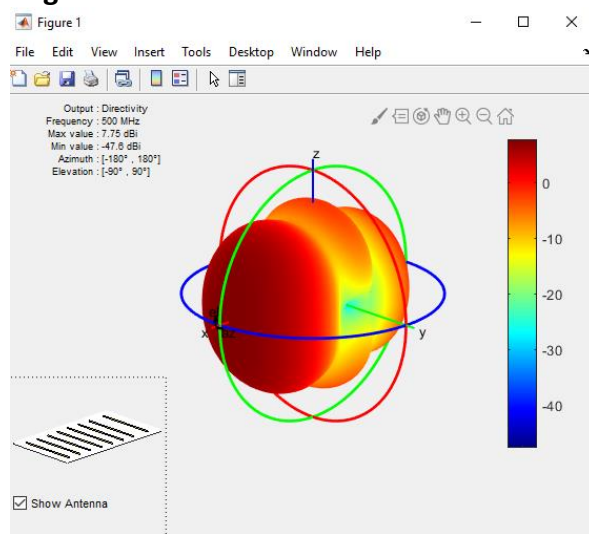 Figure 1
File Edit View Insert Tools Desktop Window Help
Output : Directivity
Frequency : 500 MHz
Max value : 7.75 dBi
Min value : -47.6 dBi
Azimuth : [-180° , 180°]
Elevation : [-90° , 90°]
z
0
-10
-20
-30
-40
x
az
y
Show Antenna